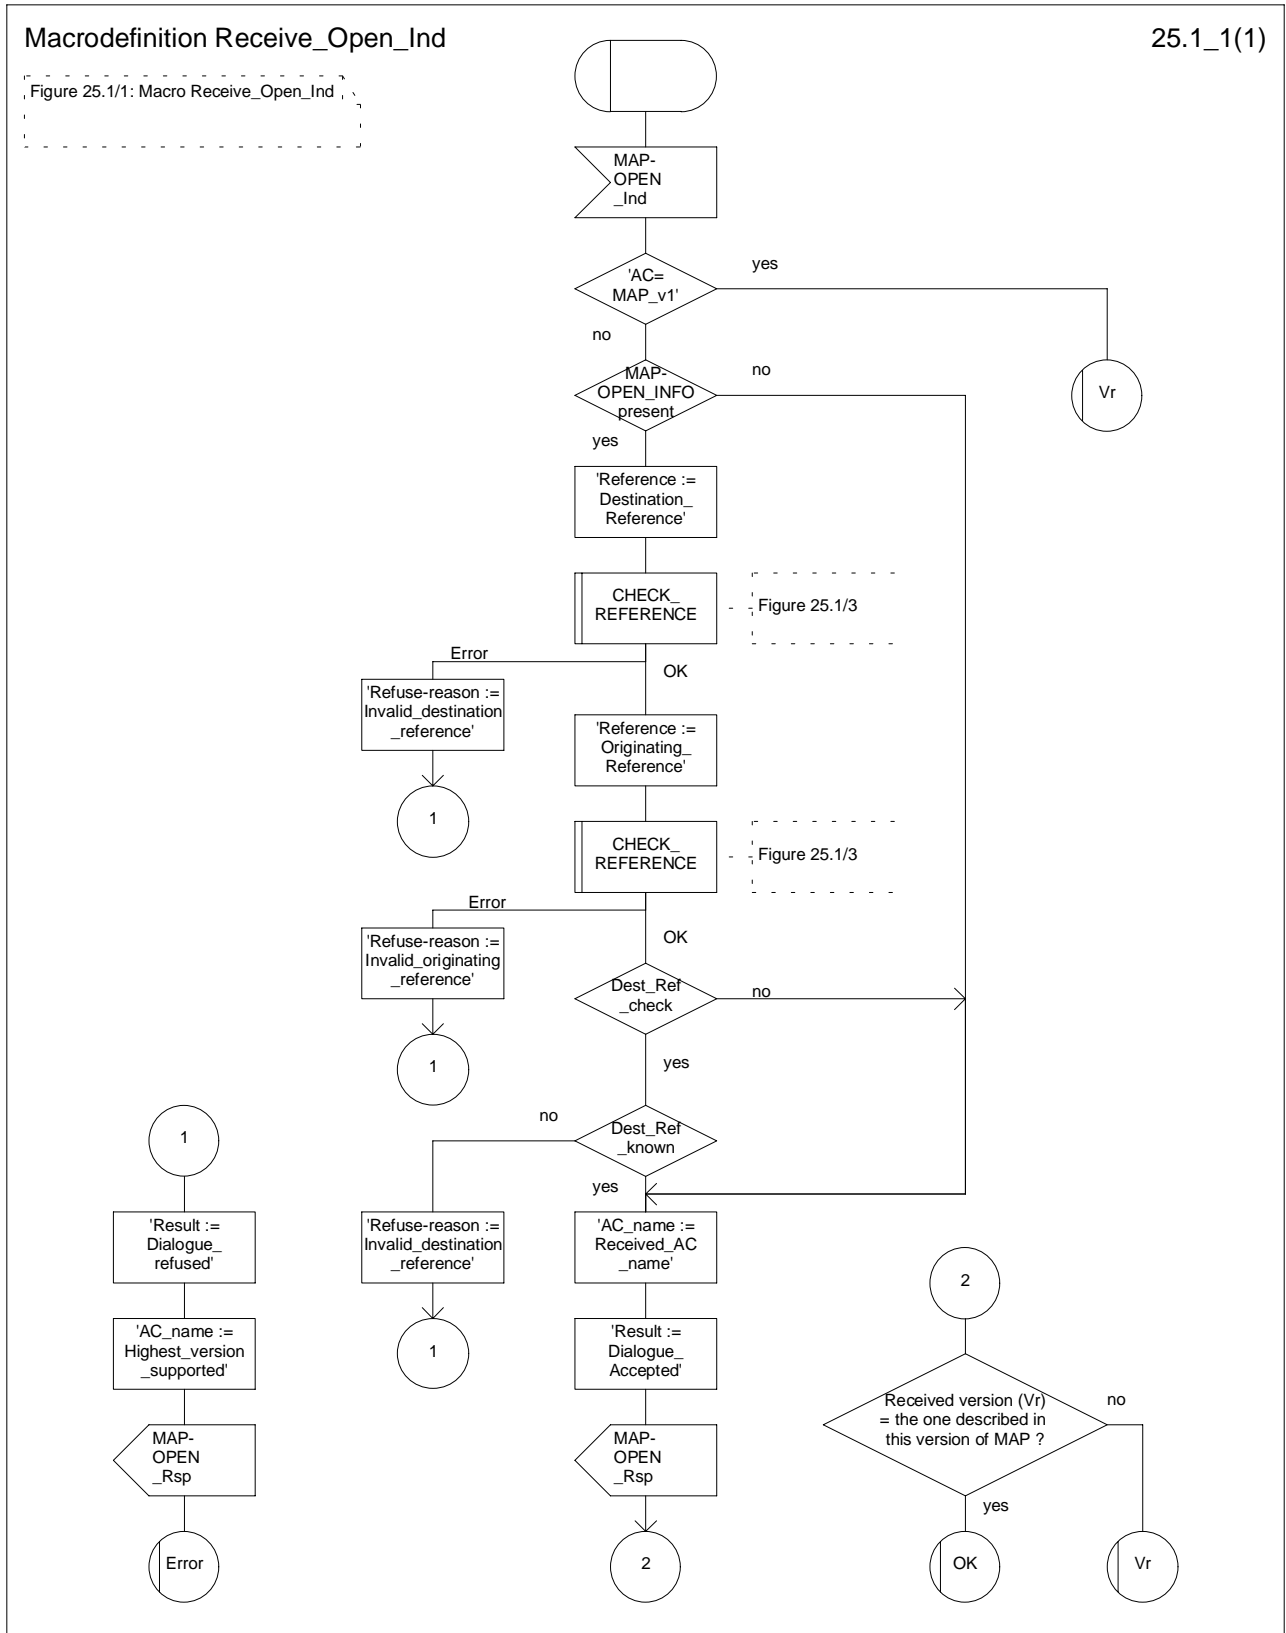 Macrodefinition Receive_Open_Ind
25.1_1(1)
Figure 25.1/1: Macro Receive_Open_Ind
MAP-
OPEN
_Ind
'AC=
MAP_v1'
yes
no
MAP-
OPEN_INFO
present
no
Vr
yes
'Reference :=
Destination_
Reference'
CHECK_
REFERENCE
Figure 25.1/3
Error
OK
'Refuse-reason :=
Invalid_destination
_reference'
1
'Reference :=
Originating_
Reference'
CHECK_
REFERENCE
Figure 25.1/3
Error
OK
'Refuse-reason :=
Invalid_originating
_reference'
1
Dest_Ref
_check
no
yes
Dest_Ref
_known
no
yes
1
'Result :=
Dialogue_
refused'
'AC_name :=
Highest_version
_supported'
MAP-
OPEN
_Rsp
Error
'Refuse-reason :=
Invalid_destination
_reference'
1
'AC_name :=
Received_AC
_name'
'Result :=
Dialogue_
Accepted'
MAP-
OPEN
_Rsp
2
2
Received version (Vr)
= the one described in
this version of MAP ?
no
yes
OK
Vr